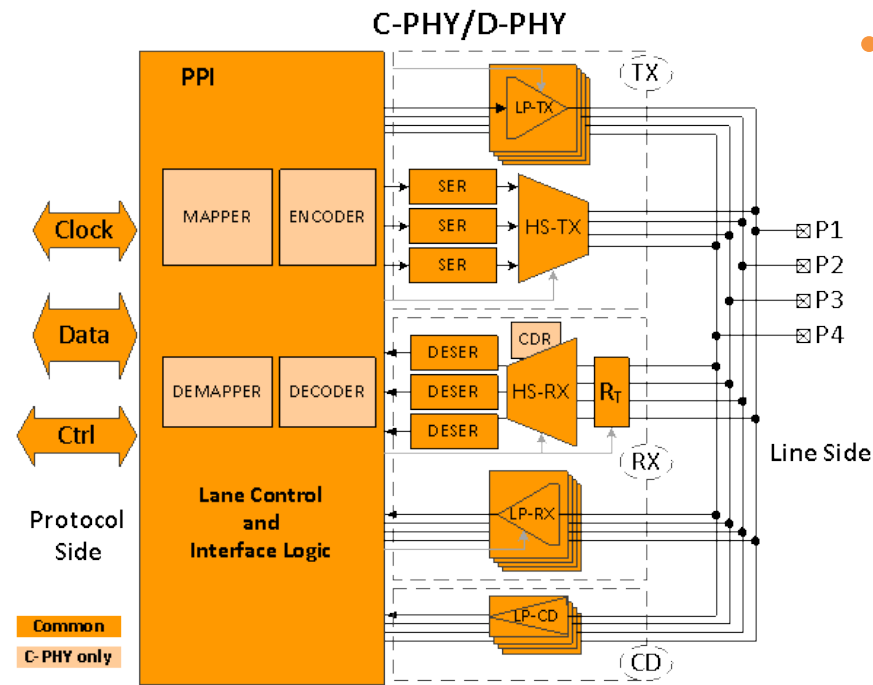 C-PHY/D-PHY
PPI
TX
LP-TX
MAPPER
ENCODER
SER
SER
SER
HS-TX
Clock
Data
Ctrl
P1
P2
P3
P4
CDR
DESER
DESER
DESER
HS-RX
RT
DEMAPPER
DECODER
RX
Line Side
Lane Control
and
Interface Logic
LP-RX
Protocol
Side
LP-CD
CD
Common
C-PHY only